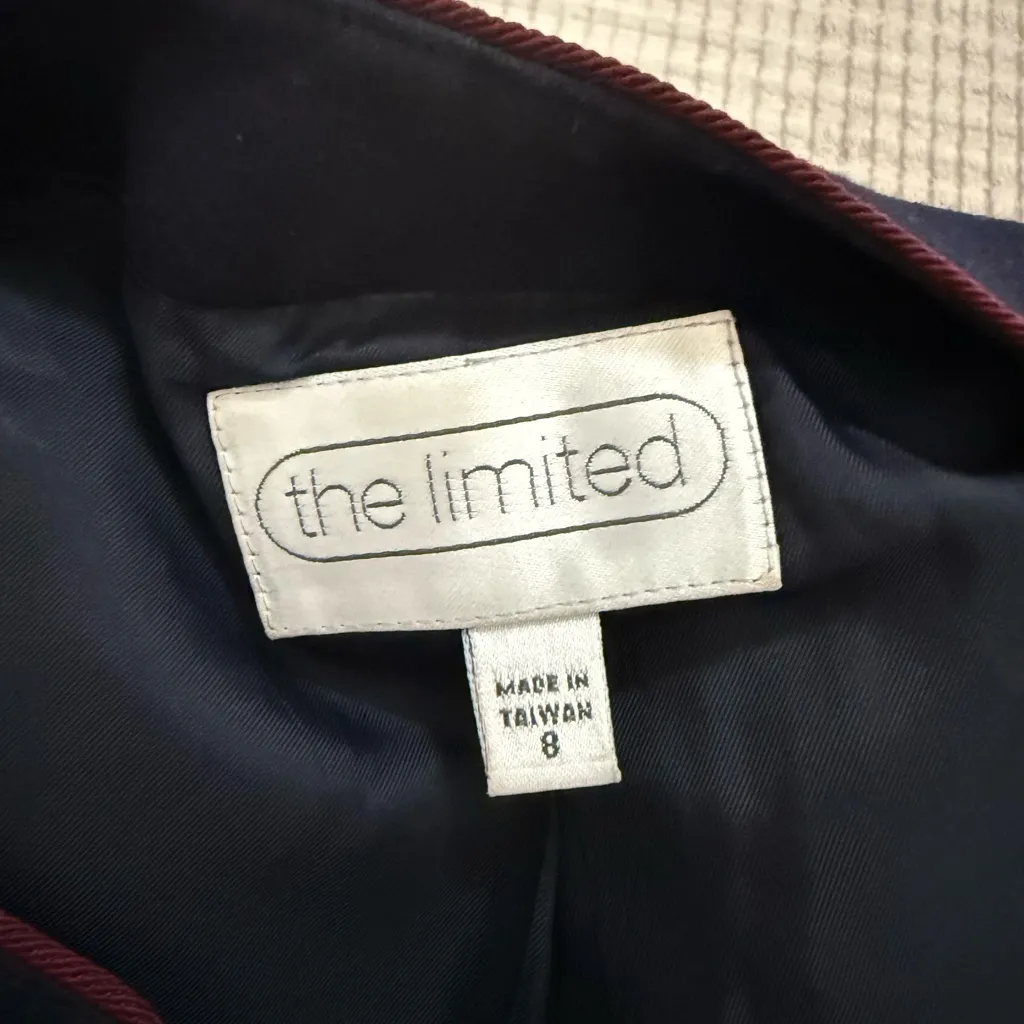 the limited
MADE IN
TAIWAN
8